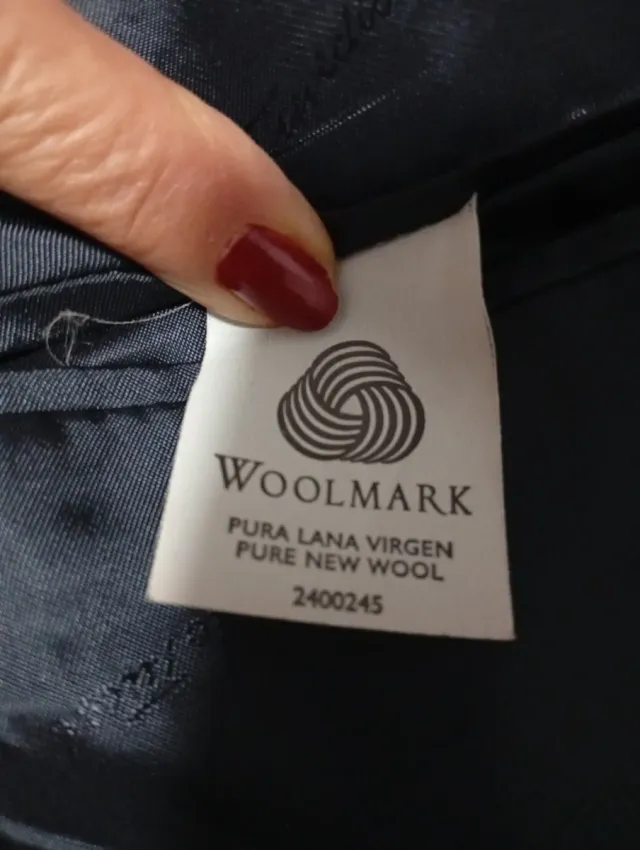 WOOLMARK
PURA LANA VIRGEN
PURE NEW WOOL
2400245